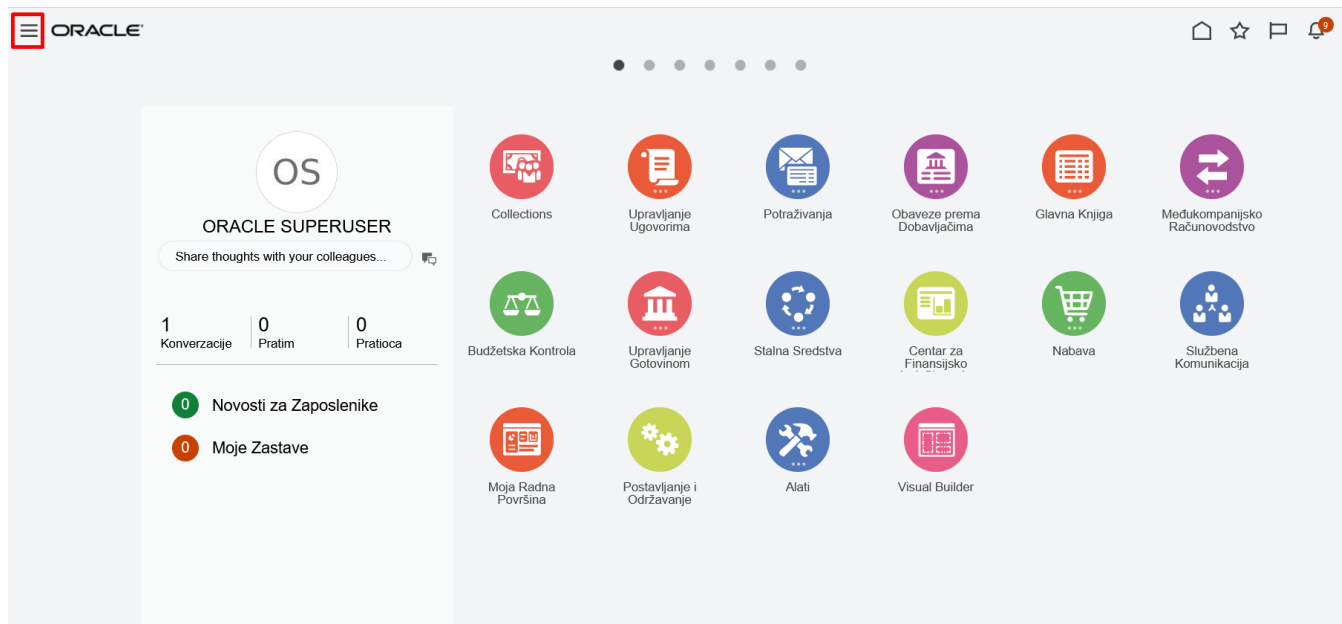 ORACLE
9
OS
ORACLE SUPERUSER
Share thoughts with your colleagues...
1
Konverzacije
0
Pratim
0
Pratioca
0 Novosti za Zaposlenike
0 Moje Zastave
Collections
Upravljanje
Ugovorima
Potraživanja
Obaveze prema
Dobavljačima
Glavna Knjiga
Međukompanijsko
Računovodstvo
Budžetska Kontrola
Upravljanje
Gotovinom
Stalna Sredstva
Centar za
Finansijsko
Nabava
Službena
Komunikacija
Moja Radna
Površina
Postavljanje i
Održavanje
Alati
Visual Builder